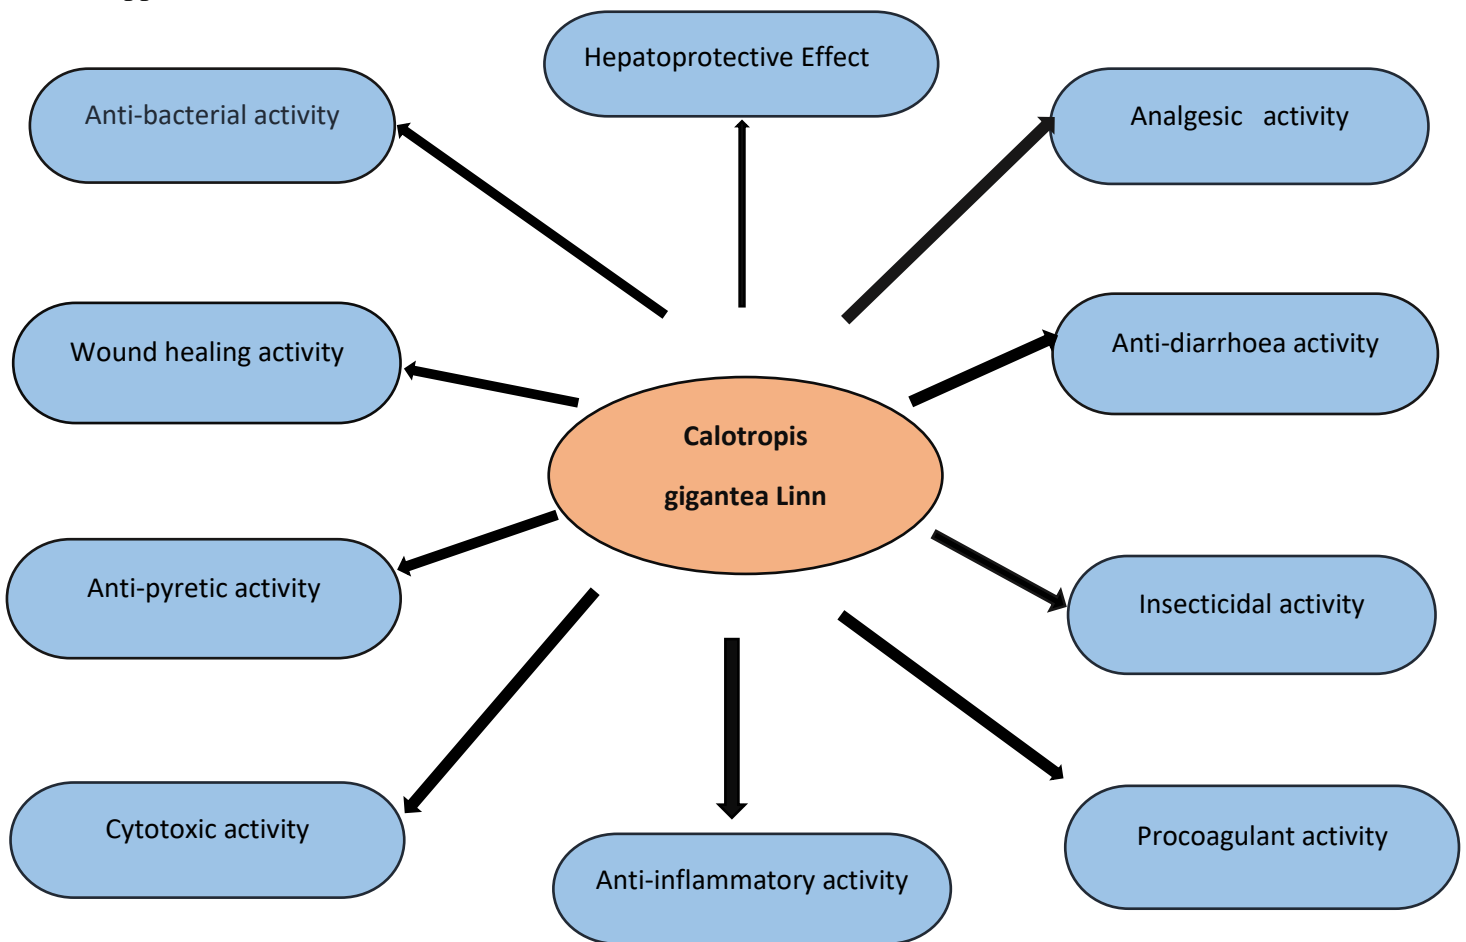 Hepatoprotective Effect
Anti-bacterial activity
Analgesic activity
Wound healing activity
Anti-diarrhoea activity
Calotropis
gigantea Linn
Anti-pyretic activity
Insecticidal activity
Cytotoxic activity
Procoagulant activity
Anti-inflammatory activity